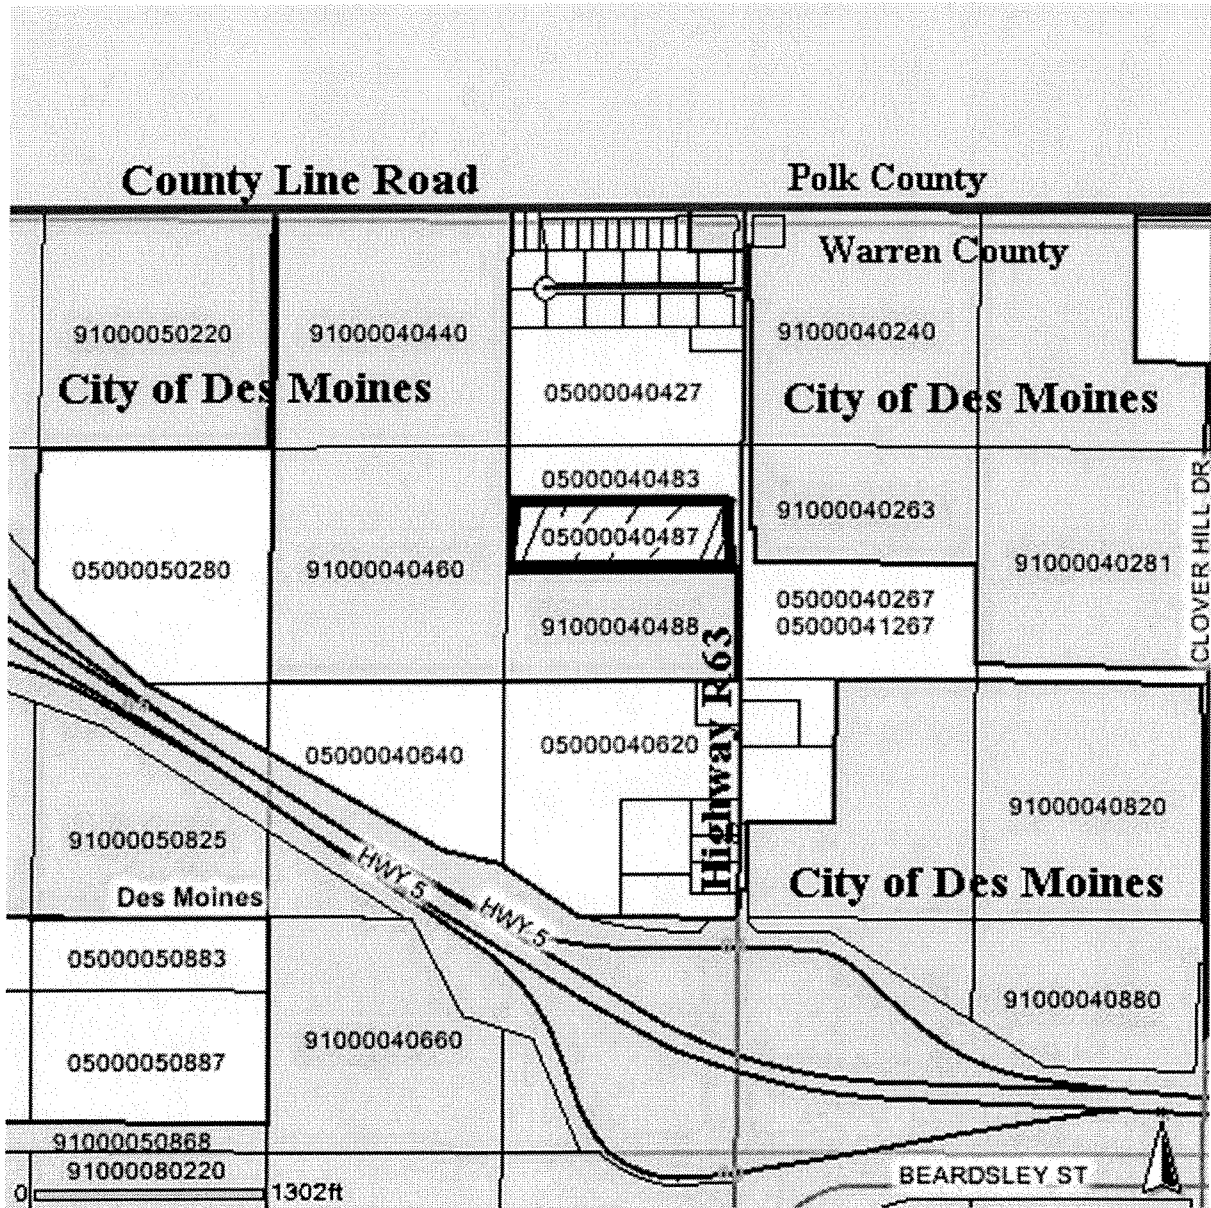 County Line Road
Polk County
Warren County
91000050220
91000040440
91000040240
City of Des Moines
05000040427
City of Des Moines
05000040483
91000040263
05000040487
CLOVER HILL DR
05000050280
91000040460
91000040281
05000040267
05000041267
91000040488
Highway R63
05000040640
05000040620
91000040820
91000050825
HWY 5
HWY 5
Des Moines
City of Des Moines
05000050883
91000040880
91000040660
05000050887
91000050868
91000080220
BEARDSLEY ST
0 1302ft